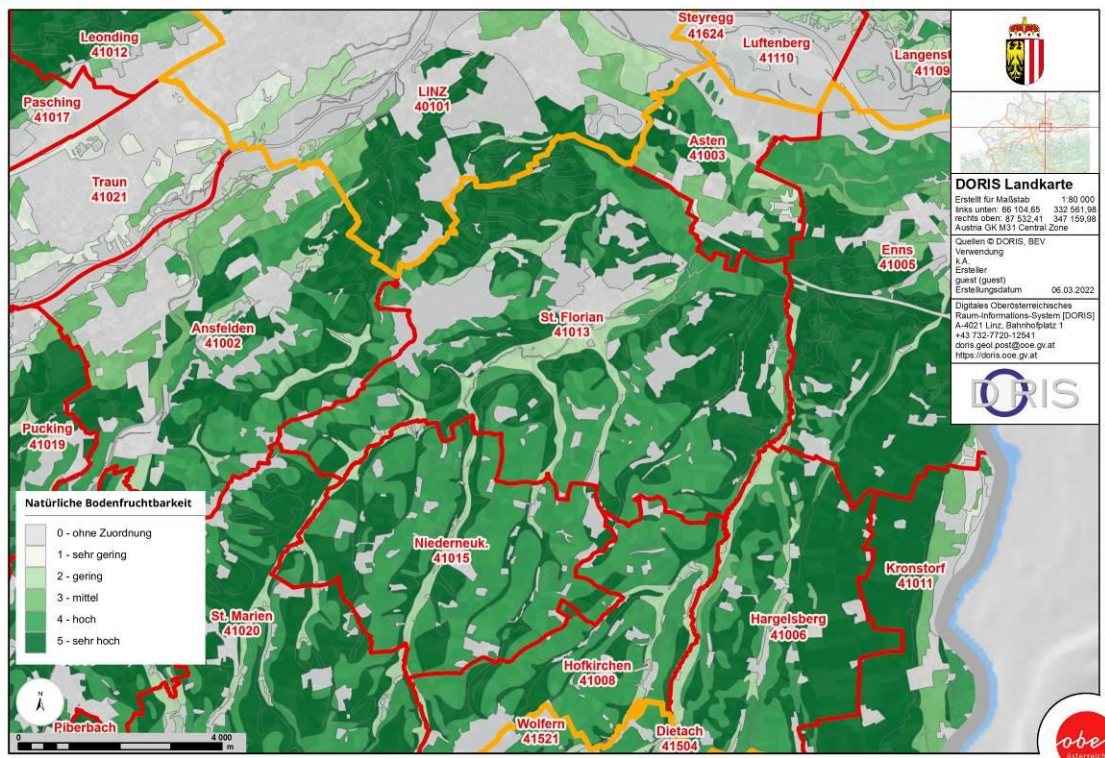 Leonding
41012
Steyregg
41624
Luftenberg
41110
Langenst
41109
Pasching
41017
LINZ
40101
Asten
41003
Traun
41021
Enns
41005
Ansfelden
41002
St. Florian
41013
Pucking
41019
Niederneuk.
41015
Kronstorf
41011
St. Marien
41020
Hargelsberg
41006
Hofkirchen
41008
Piberbach
Wolfern
41521
Dietach
41504
Natürliche Bodenfruchtbarkeit
0 - ohne Zuordnung
1 - sehr gering
2 - gering
3 - mittel
4 - hoch
5 - sehr hoch
N
0 4 000
m
DORIS Landkarte
Erstellt für Maßstab 1:80 000
links unten: 66 104,65 332 561,98
rechts oben: 87 532,41 347 159,98
Austria GK M31 Central Zone
Quellen © DORIS, BEV
Verwendung
k.A.
Ersteller
guest (guest)
Erstellungsdatum 06.03.2022
Digitales Oberösterreichisches
Raum-Informations-System [DORIS]
A-4021 Linz, Bahnhofplatz 1
+43 732-7720-12541
doris.geol.post@ooe.gv.at
https://doris.ooe.gv.at
DORIS
obe
österreich